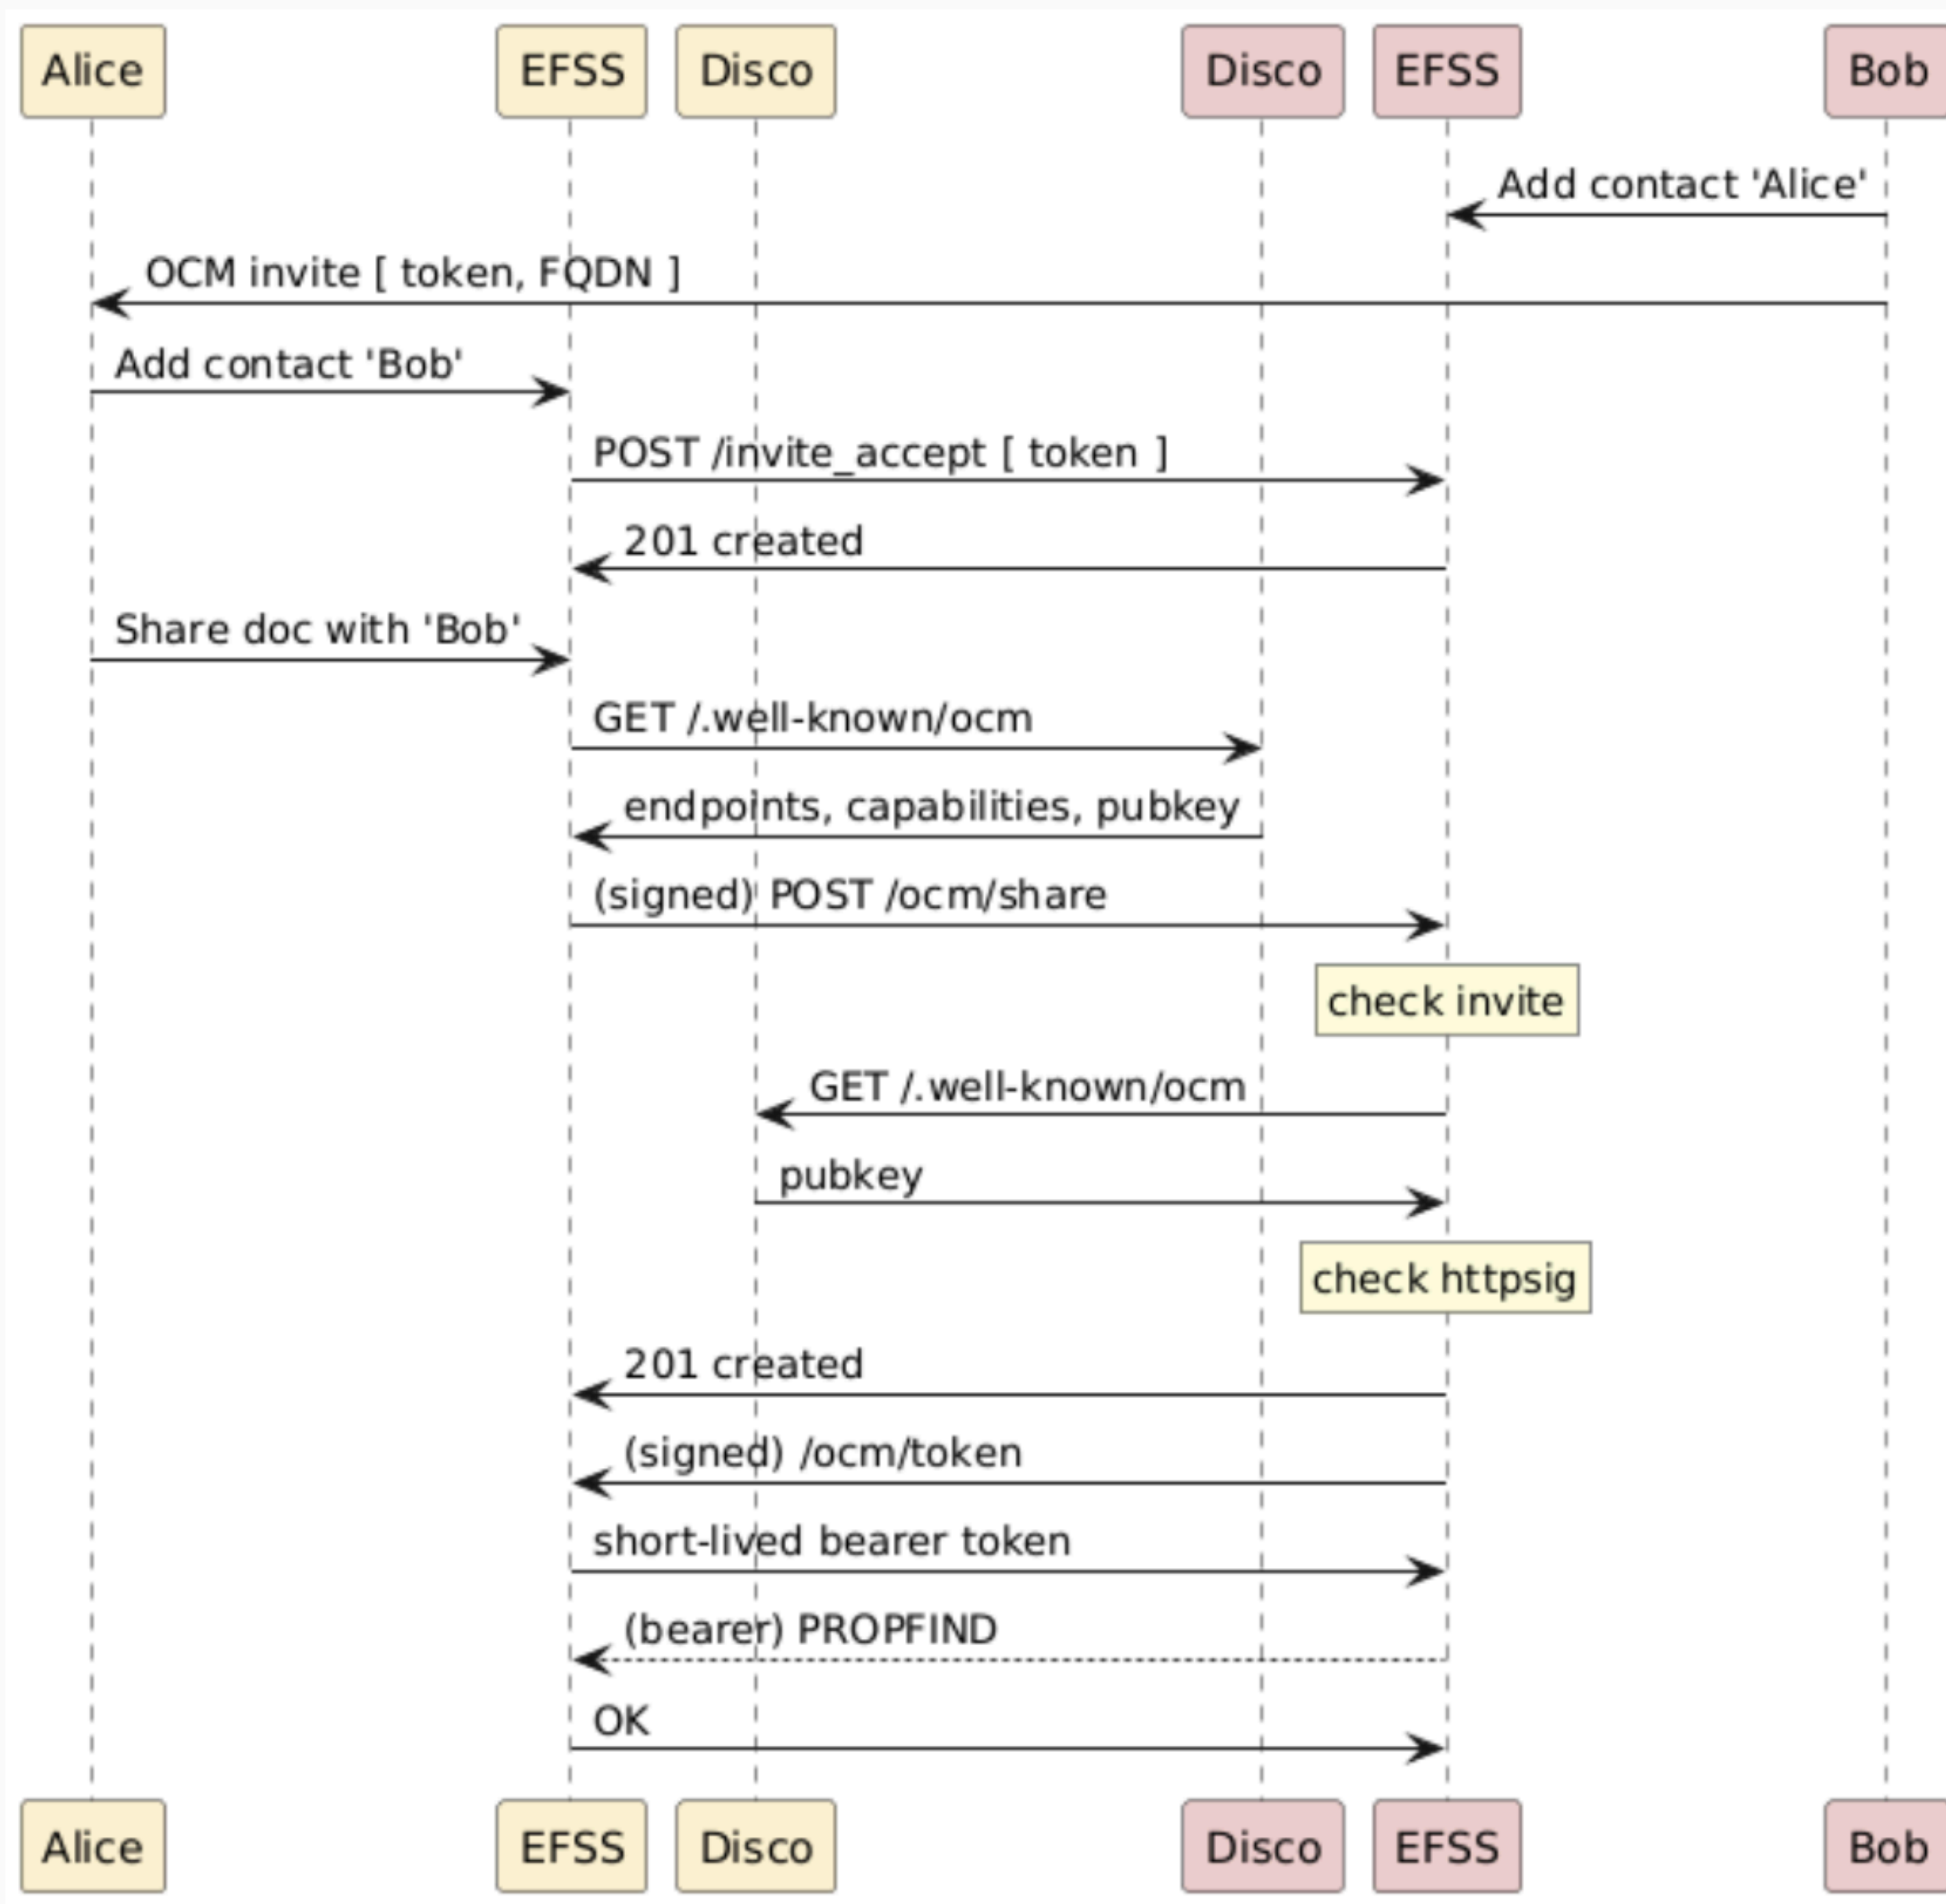 Alice
EFSS
Disco
Disco
EFSS
Bob
Add contact 'Alice'
OCM invite [ token, FQDN ]
Add contact 'Bob'
POST /invite_accept [ token ]
201 created
Share doc with 'Bob'
GET /.well-known/ocm
endpoints, capabilities, pubkey
(signed) POST /ocm/share
check invite
GET /.well-known/ocm
pubkey
check httpsig
201 created
(signed) /ocm/token
short-lived bearer token
(bearer) PROPFIND
OK
Alice
EFSS
Disco
Disco
EFSS
Bob